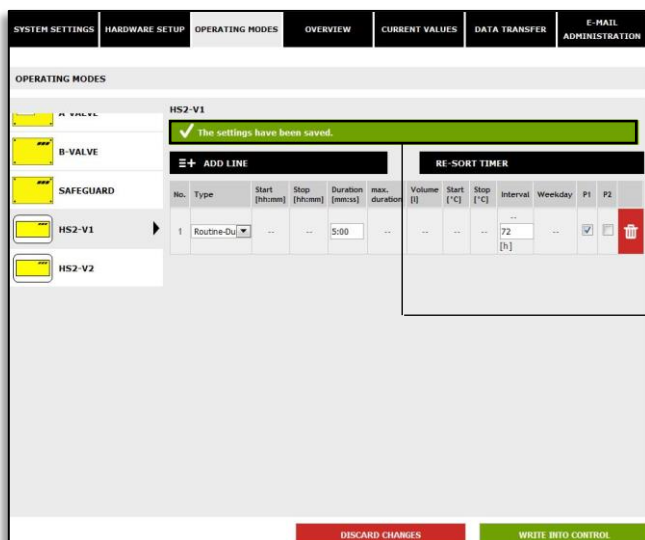 SYSTEM SETTINGS HARDWARE SETUP OPERATING MODES OVERVIEW CURRENT VALUES DATA TRANSFER E-MAIL ADMINISTRATION
OPERATING MODES
HS2-V1
The settings have been saved.
B-VALVE
ADD LINE RE-SORT TIMER
SAFEGUARD
No. Type Start [hh:mm] Stop [hh:mm] Duration [mm:ss] max. duration Volume [l] Start [°C] Stop [°C] Interval Weekday P1 P2
HS2-V1
1 Routine-Du -- -- 5:00 -- -- -- -- -- 72 [h] --
HS2-V2
DISCARD CHANGES WRITE INTO CONTROL